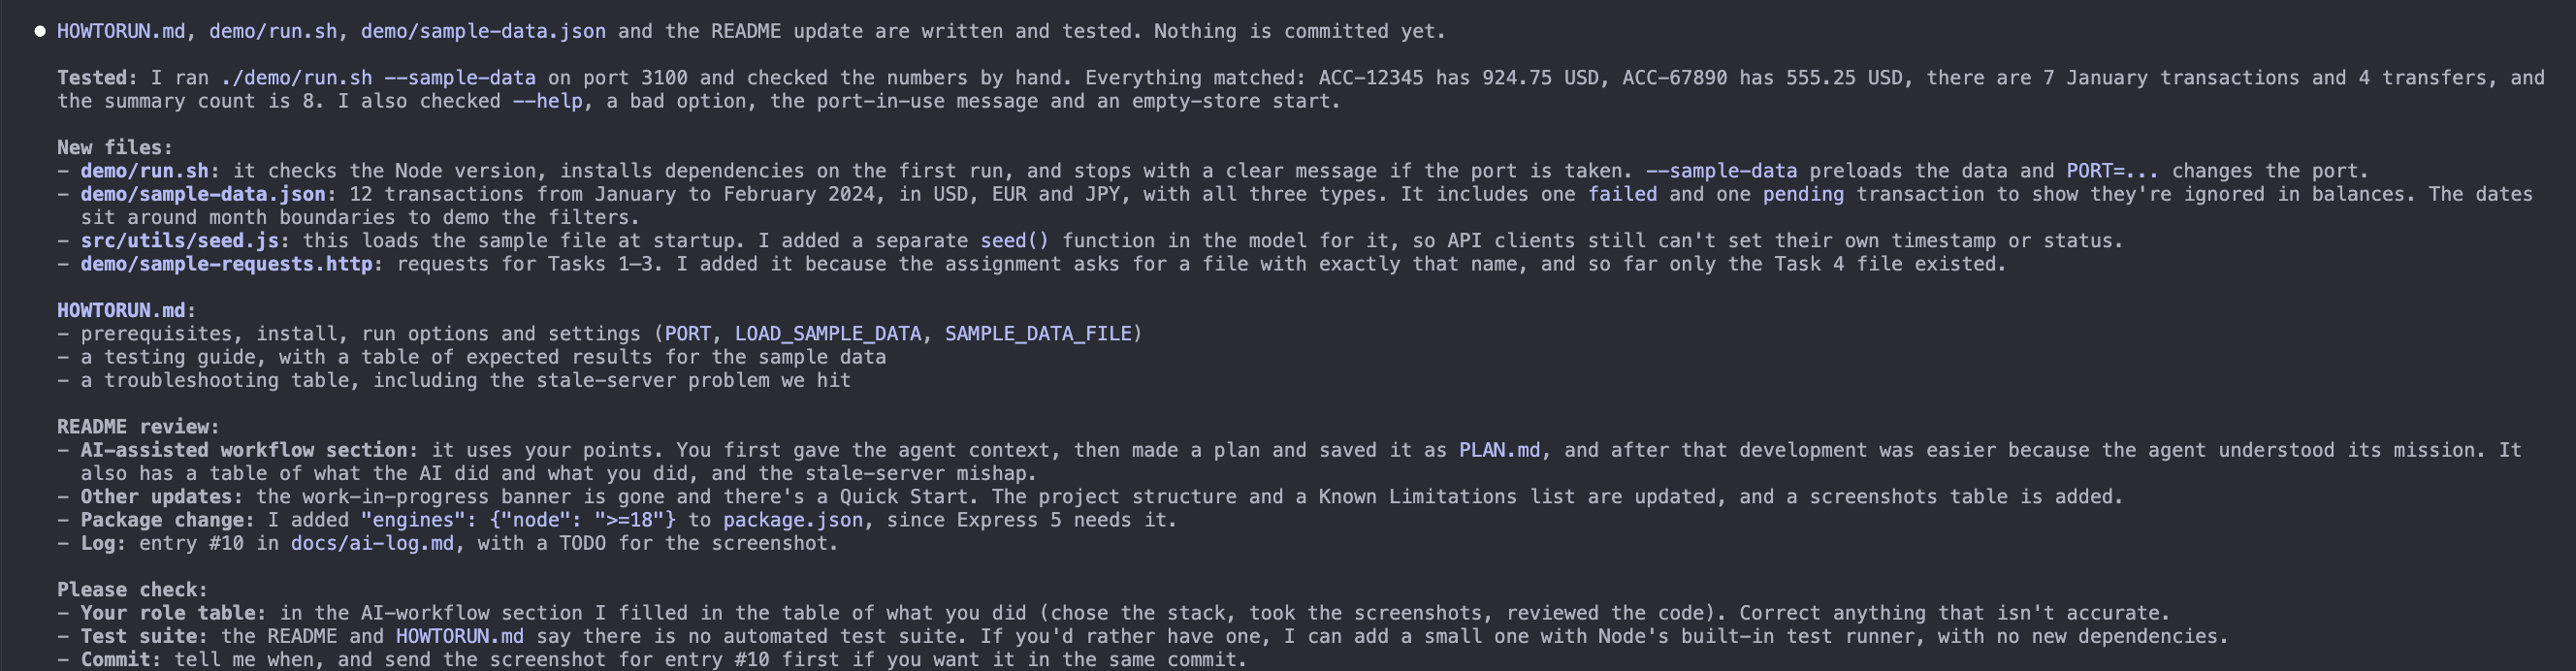 ● HOWTORUN.md, demo/run.sh, demo/sample-data.json and the README update are written and tested. Nothing is committed yet.
Tested: I ran ./demo/run.sh --sample-data on port 3100 and checked the numbers by hand. Everything matched: ACC-12345 has 924.75 USD, ACC-67890 has 555.25 USD, there are 7 January transactions and 4 transfers, and
the summary count is 8. I also checked --help, a bad option, the port-in-use message and an empty-store start.
New files:
- demo/run.sh: it checks the Node version, installs dependencies on the first run, and stops with a clear message if the port is taken. --sample-data preloads the data and PORT=... changes the port.
- demo/sample-data.json: 12 transactions from January to February 2024, in USD, EUR and JPY, with all three types. It includes one failed and one pending transaction to show they're ignored in balances. The dates
sit around month boundaries to demo the filters.
- src/utils/seed.js: this loads the sample file at startup. I added a separate seed() function in the model for it, so API clients still can't set their own timestamp or status.
- demo/sample-requests.http: requests for Tasks 1–3. I added it because the assignment asks for a file with exactly that name, and so far only the Task 4 file existed.
HOWTORUN.md:
- prerequisites, install, run options and settings (PORT, LOAD_SAMPLE_DATA, SAMPLE_DATA_FILE)
- a testing guide, with a table of expected results for the sample data
- a troubleshooting table, including the stale-server problem we hit
README review:
- AI-assisted workflow section: it uses your points. You first gave the agent context, then made a plan and saved it as PLAN.md, and after that development was easier because the agent understood its mission. It
also has a table of what the AI did and what you did, and the stale-server mishap.
- Other updates: the work-in-progress banner is gone and there's a Quick Start. The project structure and a Known Limitations list are updated, and a screenshots table is added.
- Package change: I added "engines": {"node": ">=18"} to package.json, since Express 5 needs it.
- Log: entry #10 in docs/ai-log.md, with a TODO for the screenshot.
Please check:
- Your role table: in the AI-workflow section I filled in the table of what you did (chose the stack, took the screenshots, reviewed the code). Correct anything that isn't accurate.
- Test suite: the README and HOWTORUN.md say there is no automated test suite. If you'd rather have one, I can add a small one with Node's built-in test runner, with no new dependencies.
- Commit: tell me when, and send the screenshot for entry #10 first if you want it in the same commit.